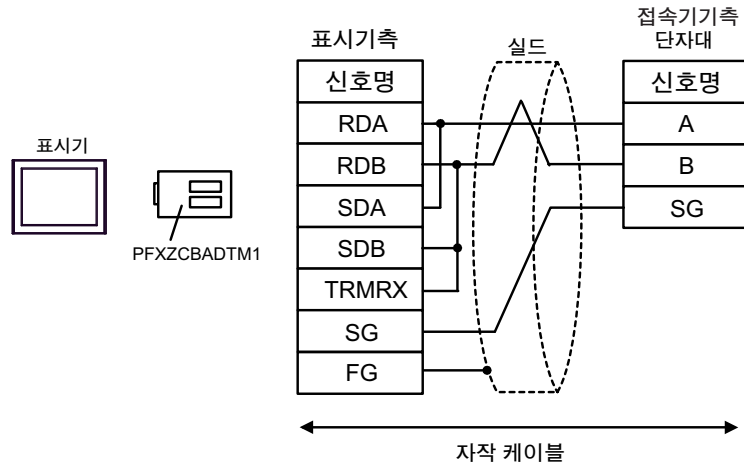 표시기
PFXZCBADTM1
표시기측
신호명
RDA
RDB
SDA
SDB
TRMRX
SG
FG
실드
접속기기측
단자대
신호명
A
B
SG
자작 케이블